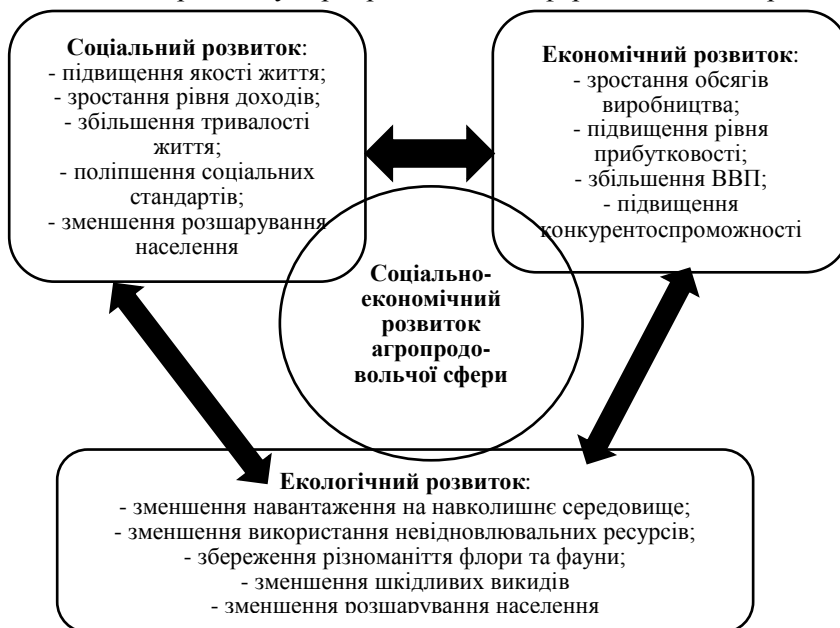 Соціальний розвиток:
- підвищення якості життя;
- зростання рівня доходів;
- збільшення тривалості
життя;
- поліпшення соціальних
стандартів;
- зменшення розшарування
населення
Економічний розвиток:
- зростання обсягів
виробництва;
- підвищення рівня
прибутковості;
- збільшення ВВП;
- підвищення
конкурентоспроможності
Соціально-
економічний
розвиток
агропродо-
вольчої сфери
Екологічний розвиток:
- зменшення навантаження на навколишнє середовище;
- зменшення використання невідновлювальних ресурсів;
- збереження різноманіття флори та фауни;
- зменшення шкідливих викидів
- зменшення розшарування населення